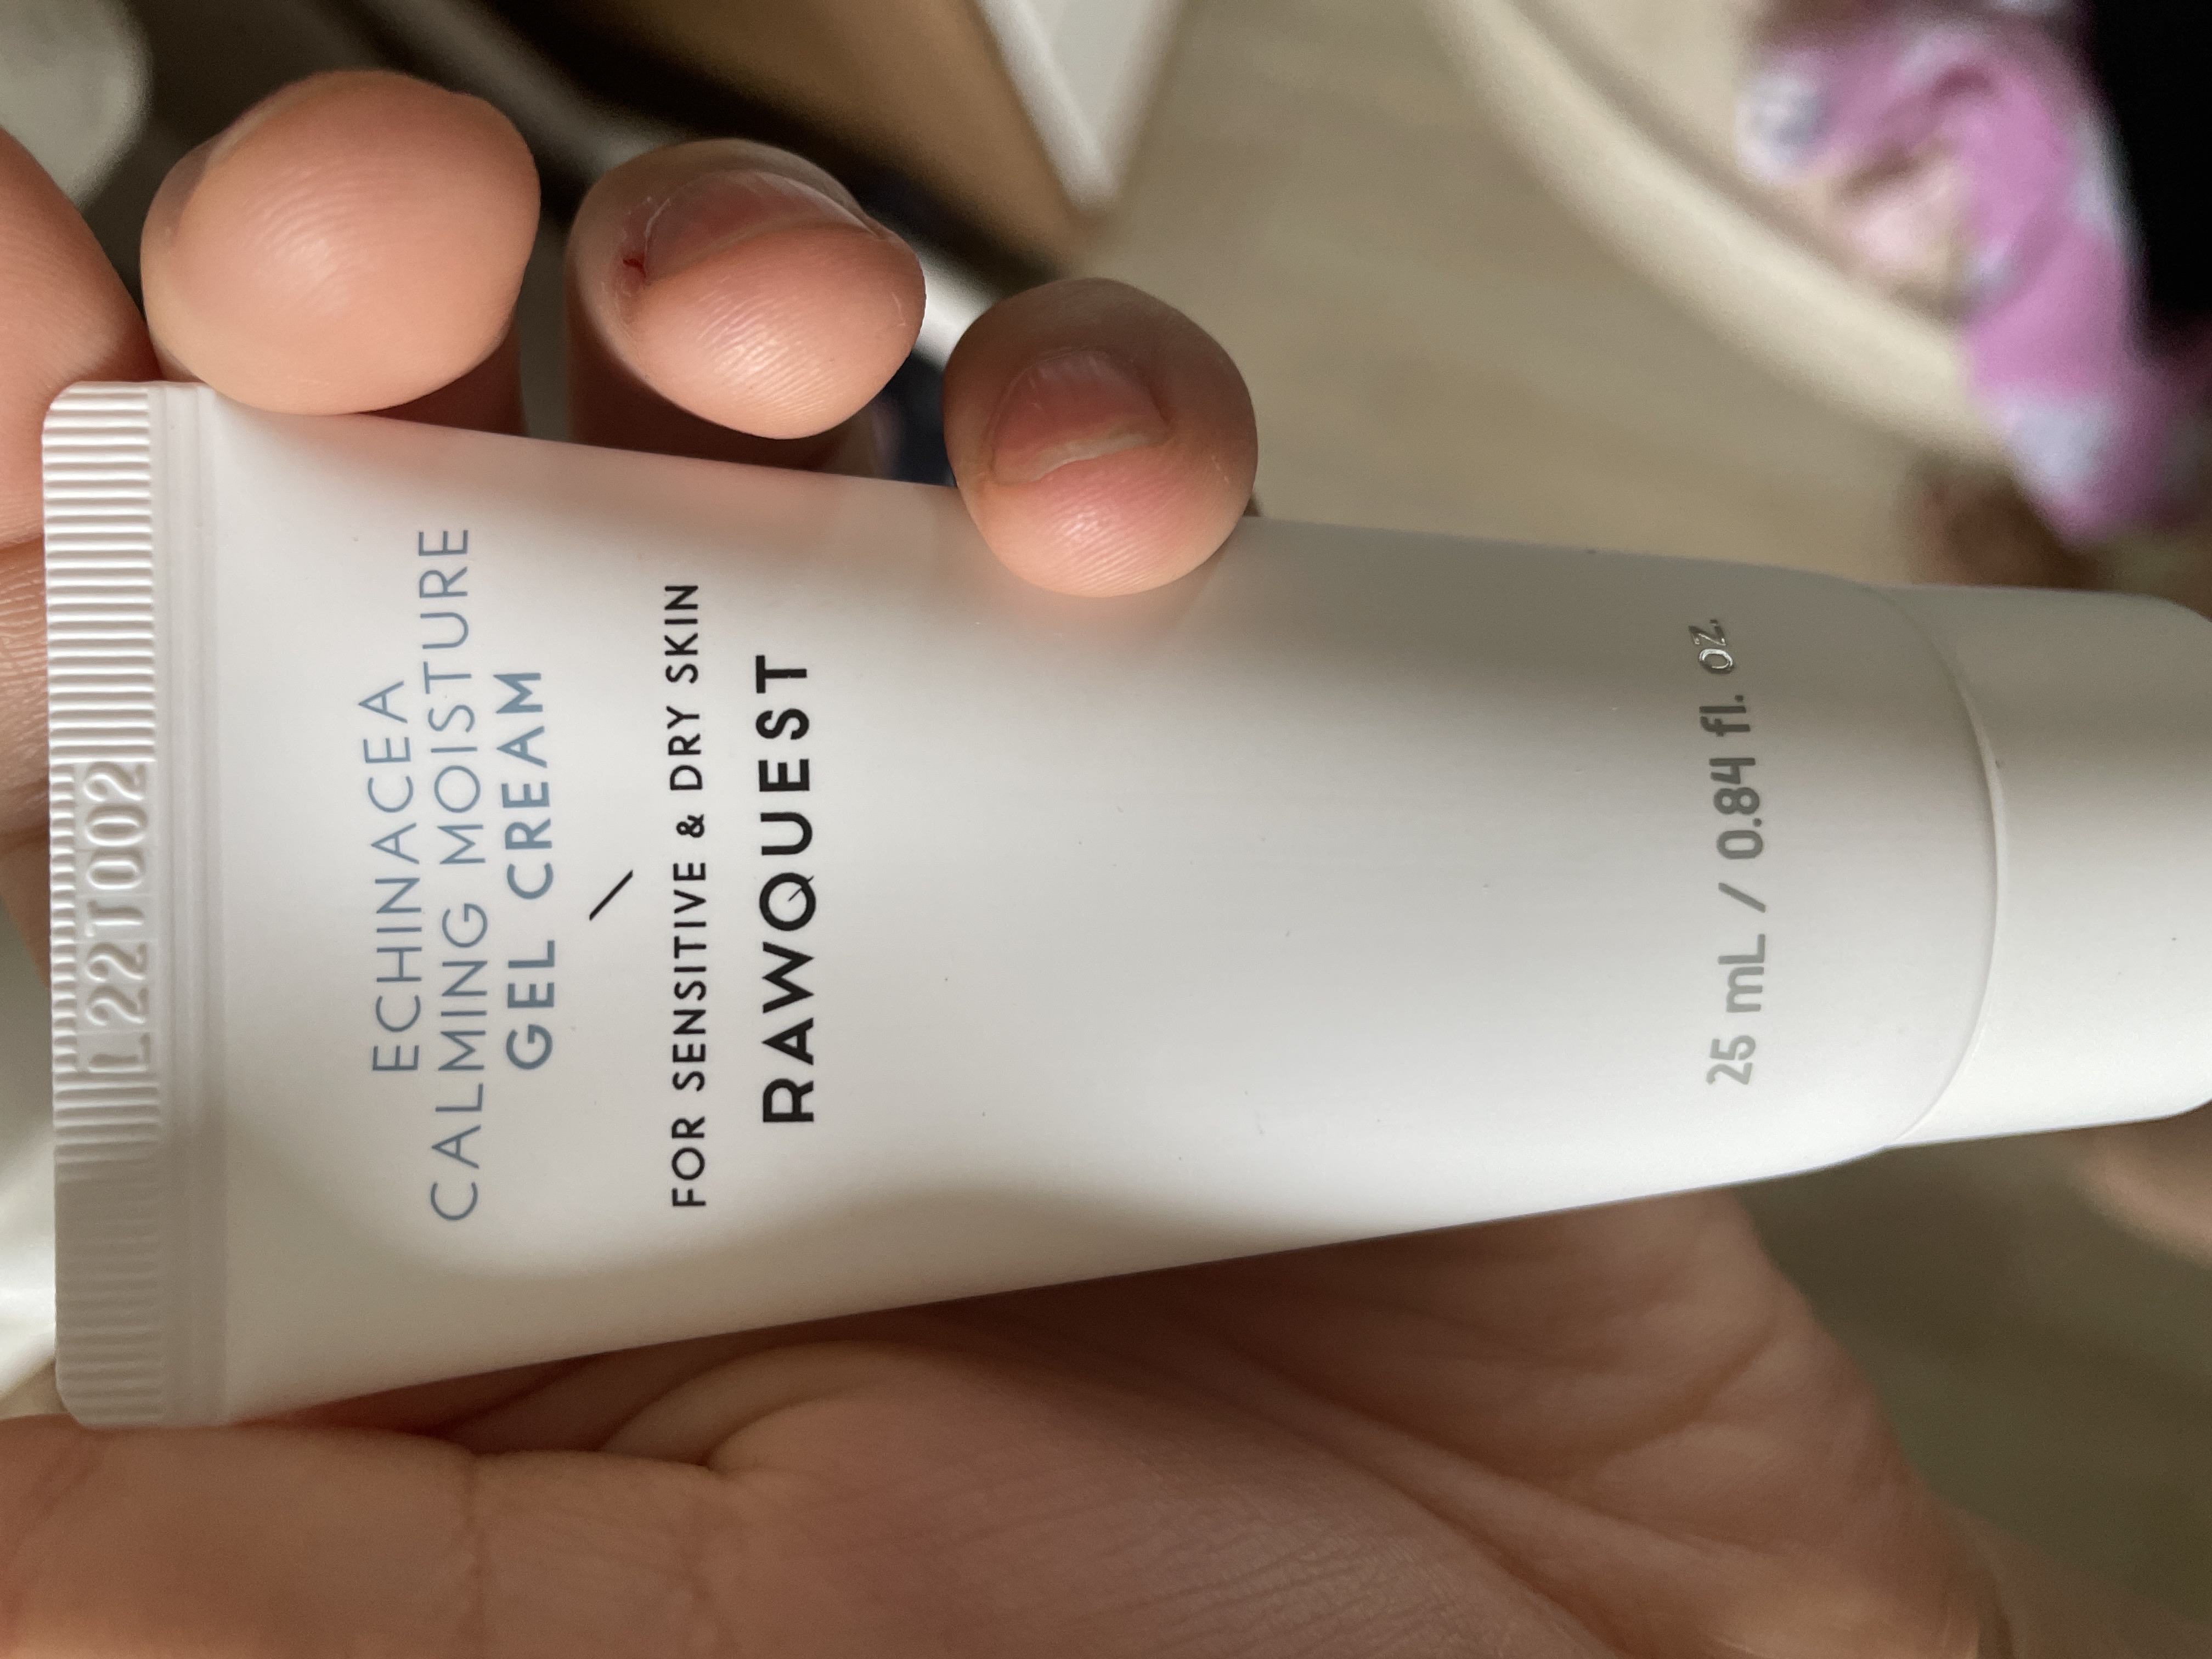 L22T002
ECHINACEA
CALMING MOISTURE
GEL CREAM
FOR SENSITIVE & DRY SKIN
RAWQUEST
25 mL / 0.84 fl. oz.